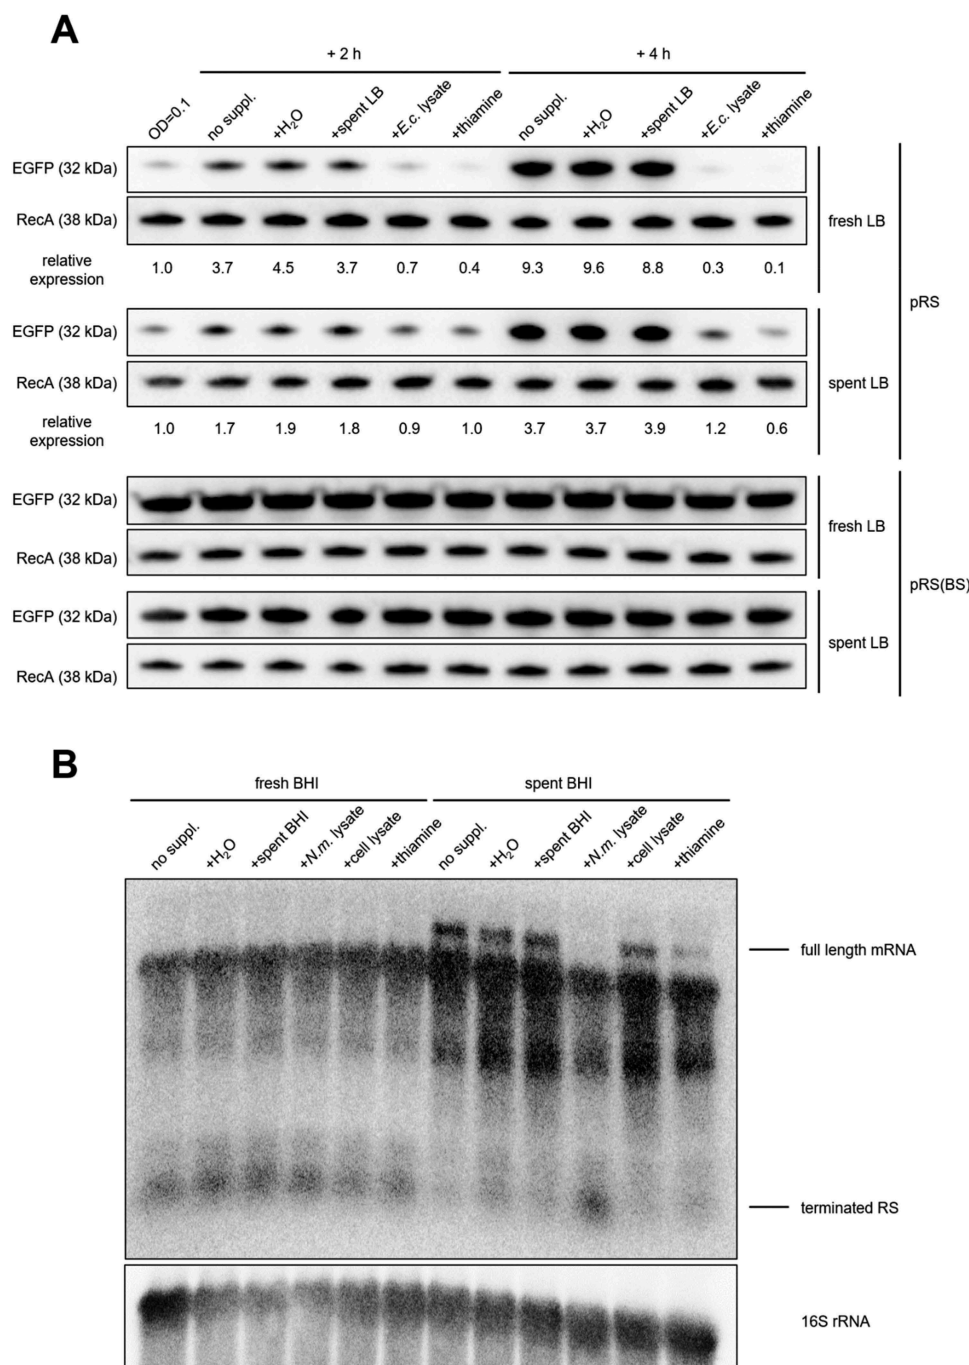 A
+ 2 h + 4 h
OD=0.1 no suppl. +H₂O +spent LB +E.c. lysate +thiamine no suppl. +H₂O +spent LB +E.c. lysate +thiamine
EGFP (32 kDa)
RecA (38 kDa) fresh LB
relative
expression 1.0 3.7 4.5 3.7 0.7 0.4 9.3 9.6 8.8 0.3 0.1
pRS
EGFP (32 kDa)
RecA (38 kDa) spent LB
relative
expression 1.0 1.7 1.9 1.8 0.9 1.0 3.7 3.7 3.9 1.2 0.6
EGFP (32 kDa)
fresh LB
RecA (38 kDa)
pRS(BS)
EGFP (32 kDa)
spent LB
RecA (38 kDa)
B
fresh BHI spent BHI
no suppl. +H₂O +spent BHI +N.m. lysate +cell lysate +thiamine no suppl. +H₂O +spent BHI +N.m. lysate +cell lysate +thiamine
full length mRNA
terminated RS
16S rRNA